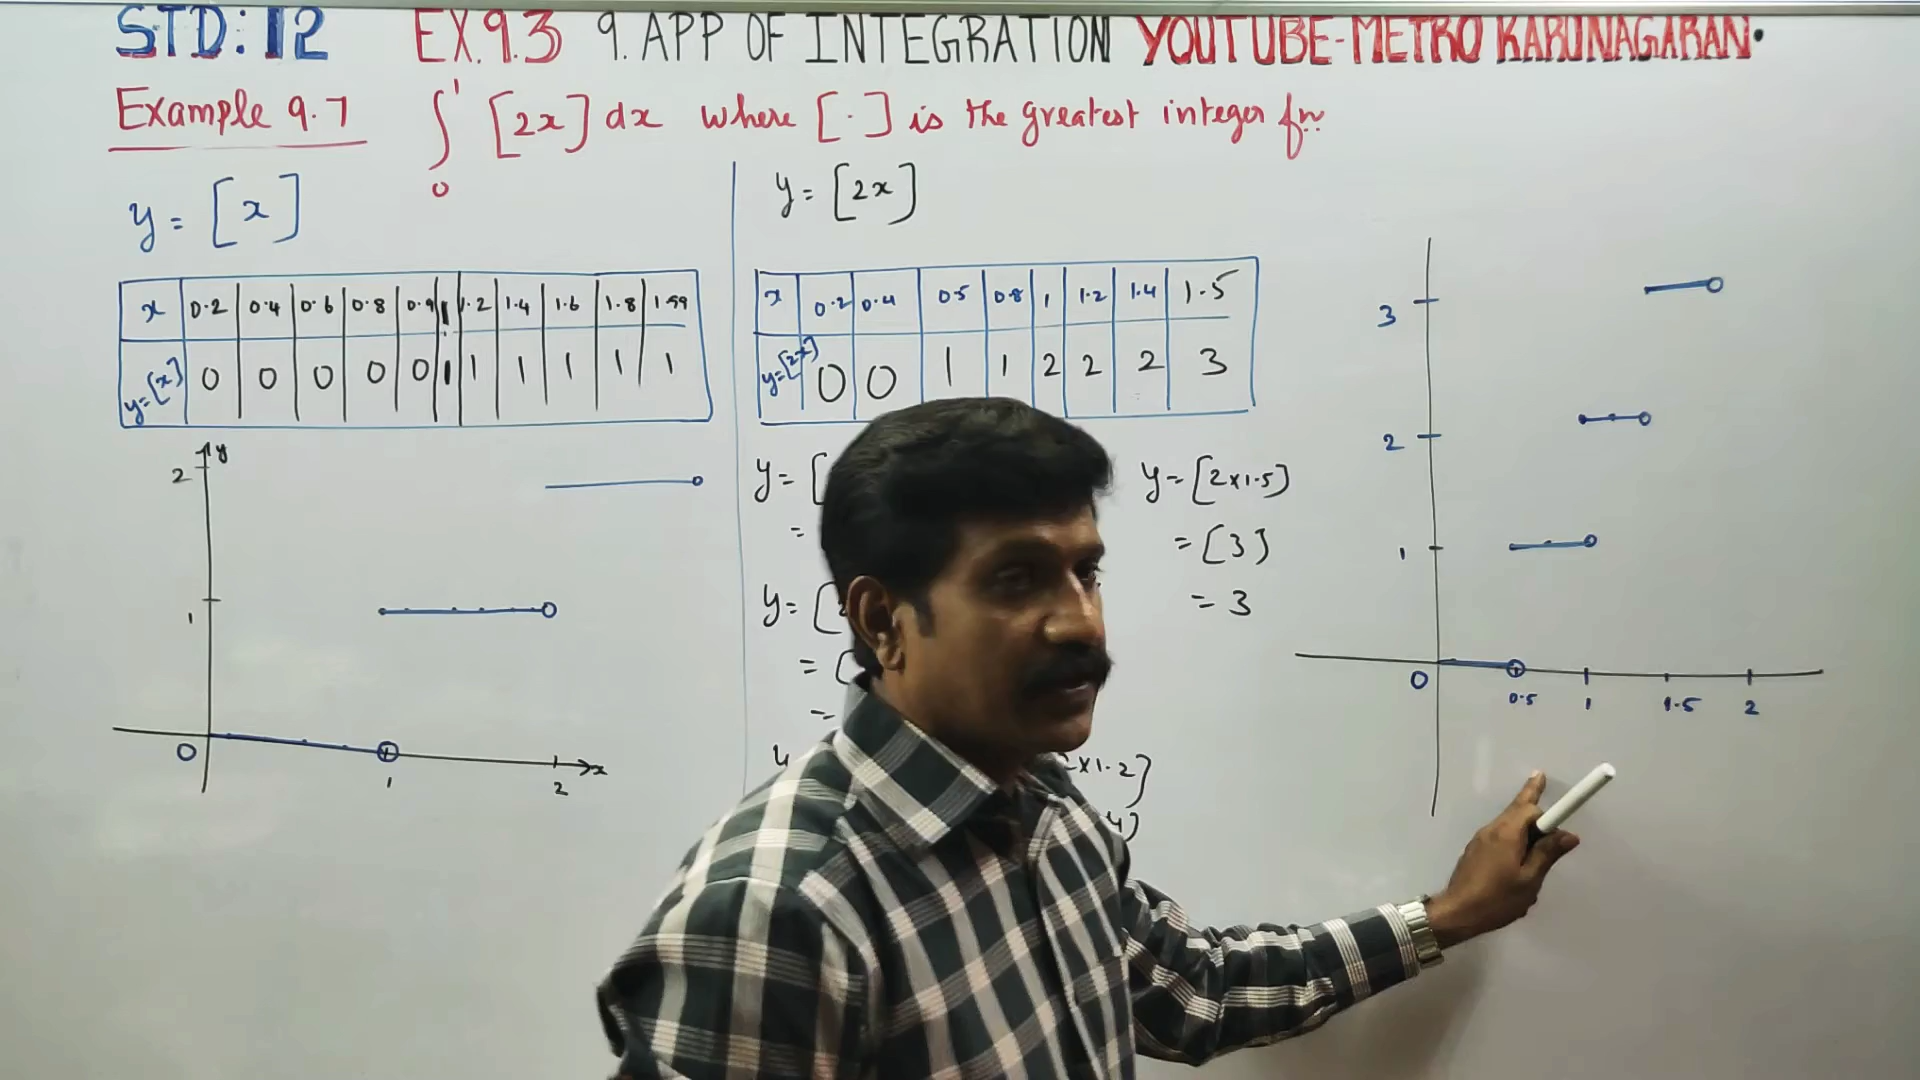 STD: 12 EX.9.3 9. APP OF INTEGRATION YOUTUBE-METRO KARUNAGARAN.
Example 9.7 ∫₀¹ [2x] dx where [·] is the greatest integer fn
y = [x]
x 0.2 0.4 0.6 0.8 0.9 1 1.2 1.4 1.6 1.8 1.99
y=[x] 0 0 0 0 0 1 1 1 1 1 1
y
2
1
0 1 2 x
y = [2x]
x 0.2 0.4 0.5 0.8 1 1.2 1.4 1.5
y=[2x] 0 0 1 1 2 2 2 3
y = [
=
y = [
= [
=
y
×1.2]
4]
y = [2×1.5]
= [3]
= 3
3
2
1
0 0.5 1 1.5 2